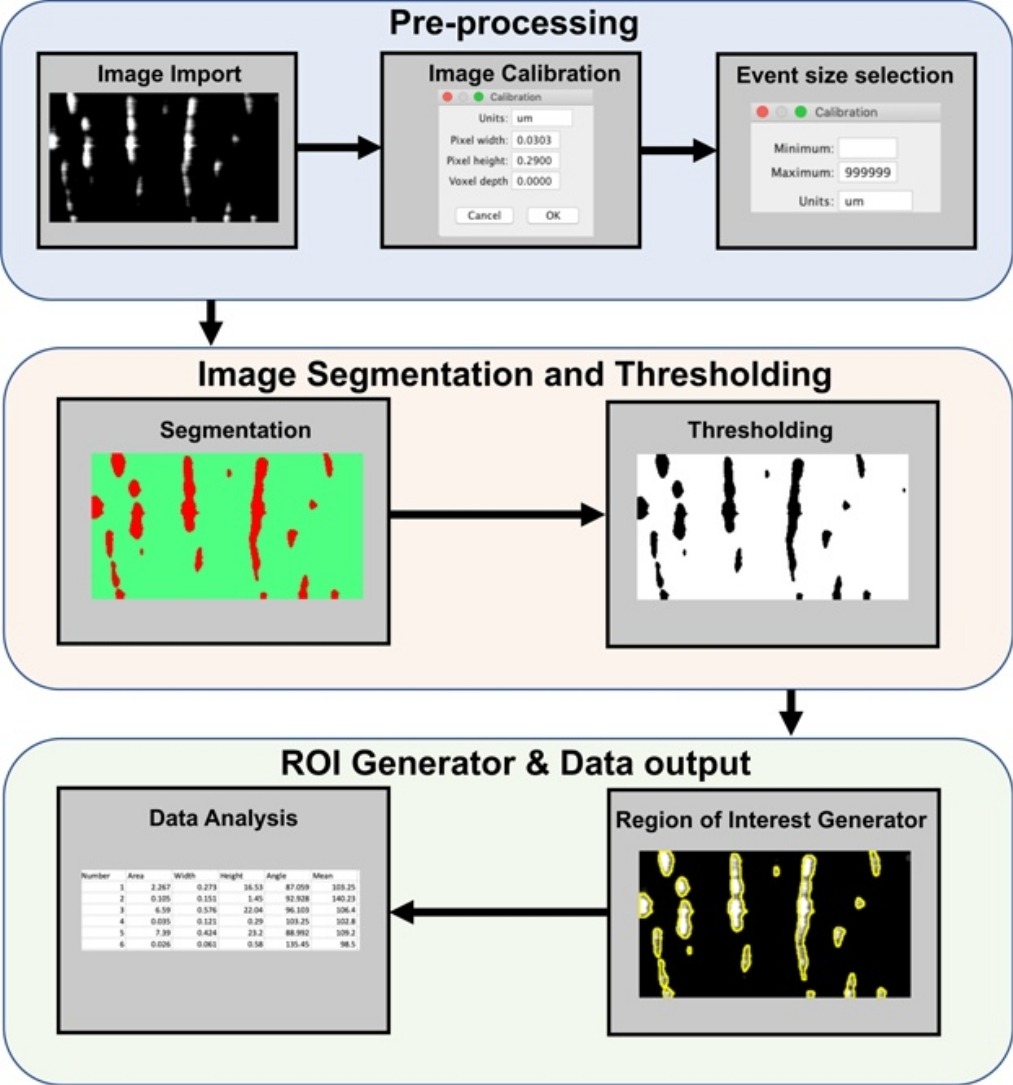 Pre-processing
Image Import
Image Calibration
Calibration
Units: um
Pixel width: 0.0303
Pixel height: 0.2900
Voxel depth 0.0000
Cancel OK
Event size selection
Calibration
Minimum:
Maximum: 999999
Units: um
Image Segmentation and Thresholding
Segmentation
Thresholding
ROI Generator & Data output
Data Analysis
Number Area Width Height Angle Mean
1 2.267 0.273 16.53 87.059 103.25
2 0.105 0.151 1.45 92.928 140.23
3 6.59 0.576 22.04 96.103 106.4
4 0.035 0.121 0.29 103.25 102.8
5 7.39 0.424 23.2 88.992 109.2
6 0.026 0.061 0.58 135.45 98.5
Region of Interest Generator